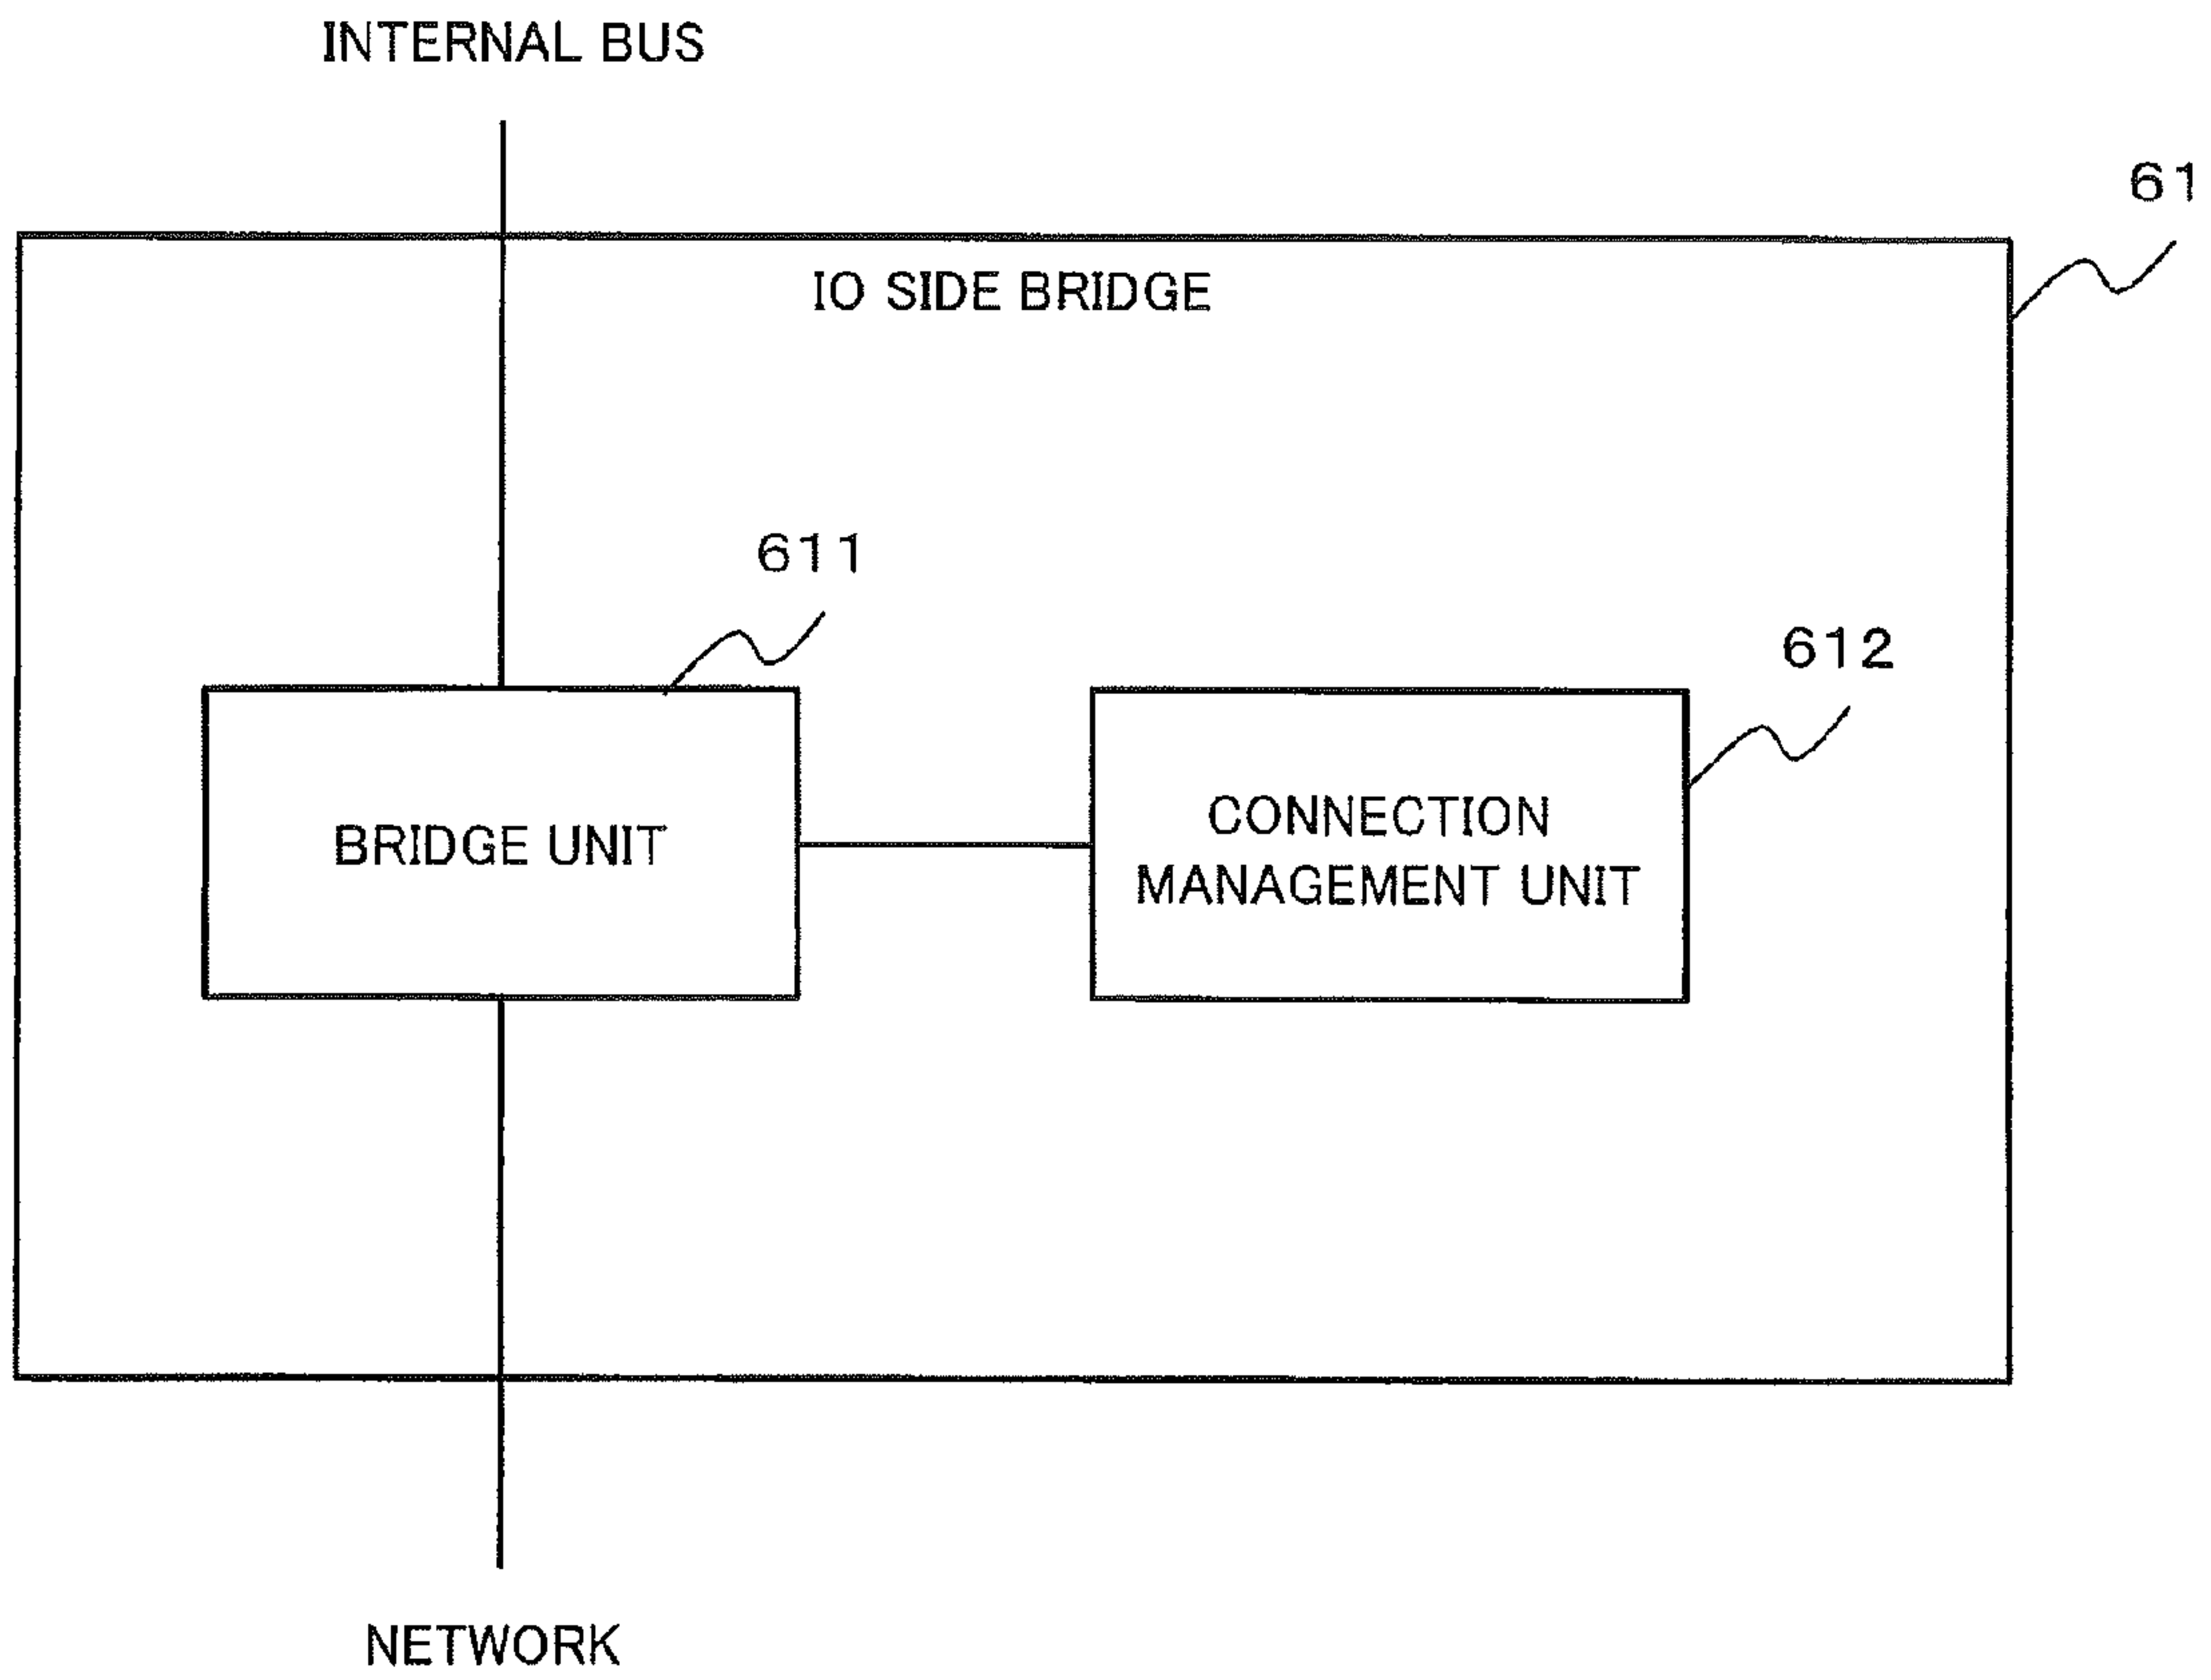 INTERNAL BUS
61
IO SIDE BRIDGE
611
612
BRIDGE UNIT
CONNECTION
MANAGEMENT UNIT
NETWORK